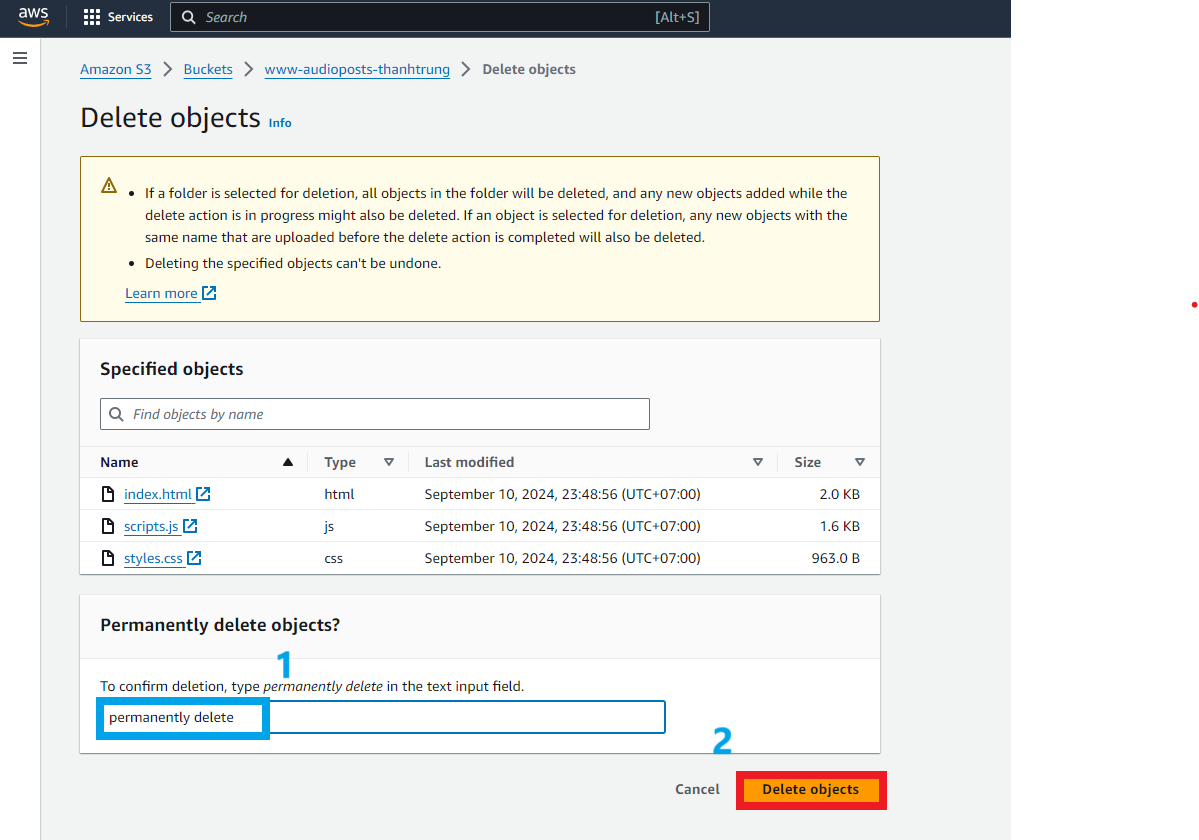 aws Services Search [Alt+S]
Amazon S3 Buckets www-audioposts-thanhtrung Delete objects
Delete objects Info
• If a folder is selected for deletion, all objects in the folder will be deleted, and any new objects added while the
delete action is in progress might also be deleted. If an object is selected for deletion, any new objects with the
same name that are uploaded before the delete action is completed will also be deleted.
• Deleting the specified objects can't be undone.
Learn more
Specified objects
Find objects by name
Name Type Last modified Size
index.html html September 10, 2024, 23:48:56 (UTC+07:00) 2.0 KB
scripts.js js September 10, 2024, 23:48:56 (UTC+07:00) 1.6 KB
styles.css css September 10, 2024, 23:48:56 (UTC+07:00) 963.0 B
Permanently delete objects?
1
To confirm deletion, type permanently delete in the text input field.
permanently delete
2
Cancel Delete objects